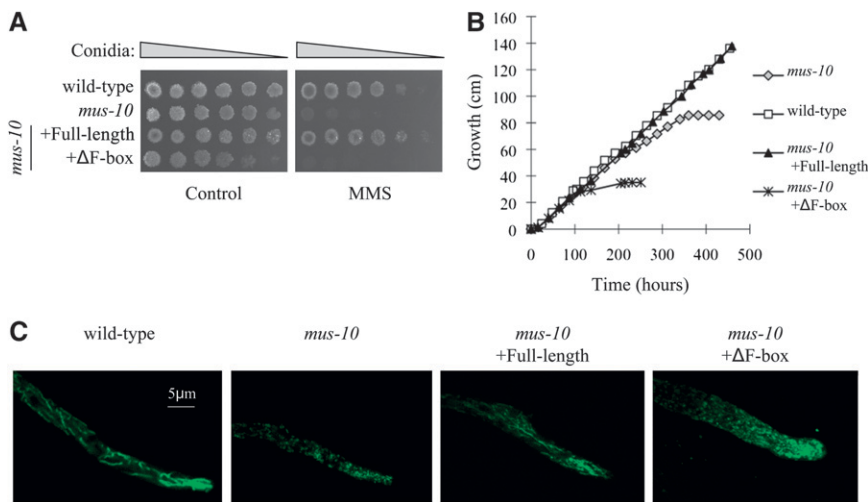 A
Conidia:
wild-type
mus-10
+Full-length
+ΔF-box
mus-10
Control
MMS
B
Growth (cm)
160
140
120
100
80
60
40
20
0
0 100 200 300 400 500
Time (hours)
mus-10
wild-type
mus-10
+Full-length
mus-10
+ΔF-box
C
wild-type
mus-10
mus-10
+Full-length
mus-10
+ΔF-box
5μm